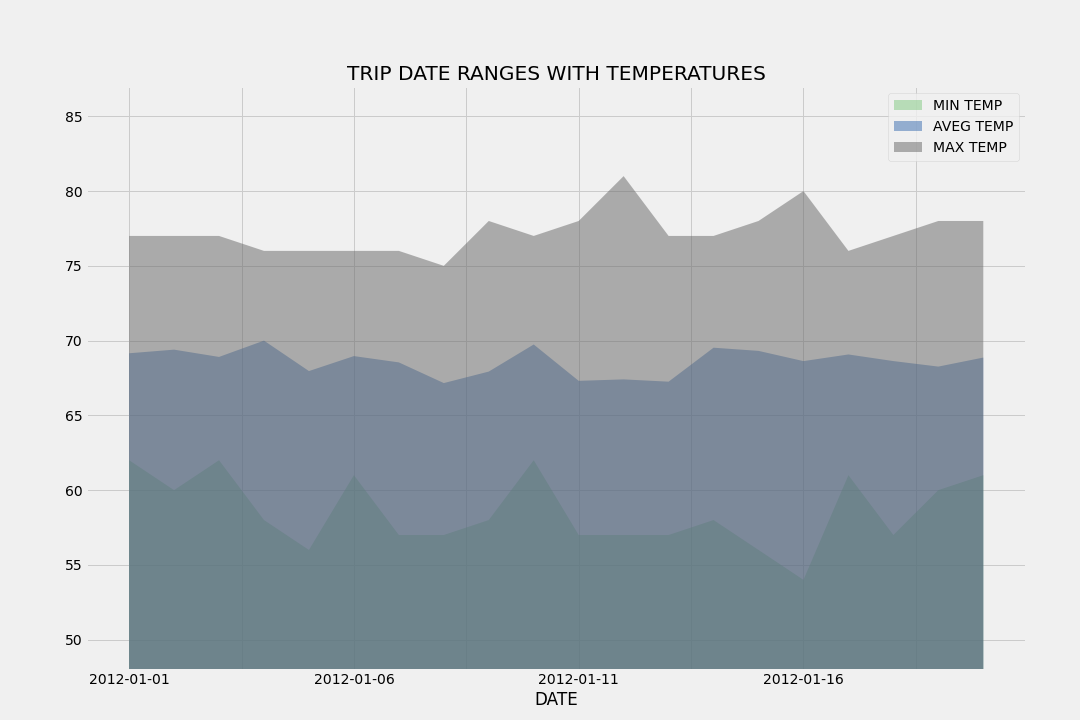 TRIP DATE RANGES WITH TEMPERATURES
MIN TEMP
AVEG TEMP
MAX TEMP
85
80
75
70
65
60
55
50
2012-01-01 2012-01-06 2012-01-11 2012-01-16
DATE